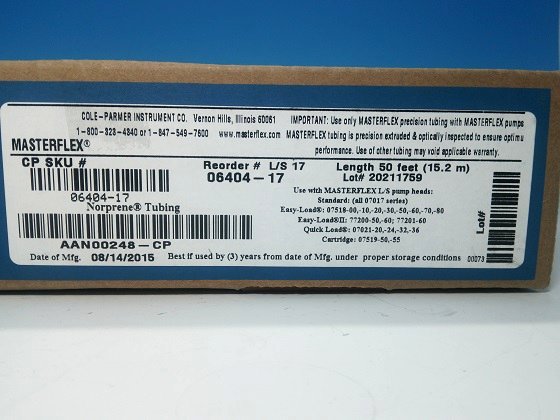 COLE-PARMER INSTRUMENT CO. Vernon Hills, Illinois 60061
1-800-323-4340 or 1-847-549-7600 www.masterflex.com
IMPORTANT: Use only MASTERFLEX precision tubing with MASTERFLEX pumps
MASTERFLEX tubing is precision extruded & optically inspected to ensure optimu
performance. Use of other tubing may void applicable warranty.
MASTERFLEX®
CP SKU #
06404-17
Norprene® Tubing
AAN00248-CP
Reorder # L/S 17
06404-17
Length 50 feet (15.2 m)
Lot# 20211759
Use with MASTERFLEX L/S pump heads:
Standard: (all 07017 series)
Easy-Load®: 07518-00,-10,-20,-30,-50,-60,-70,-80
Easy-Load®II: 77200-50,-60; 77201-60
Quick Load®: 07021-20,-24,-32,-36
Cartridge: 07519-50,-55
Lot#
Date of Mfg. 08/14/2015 Best if used by (3) years from date of Mfg. under proper storage conditions 00073